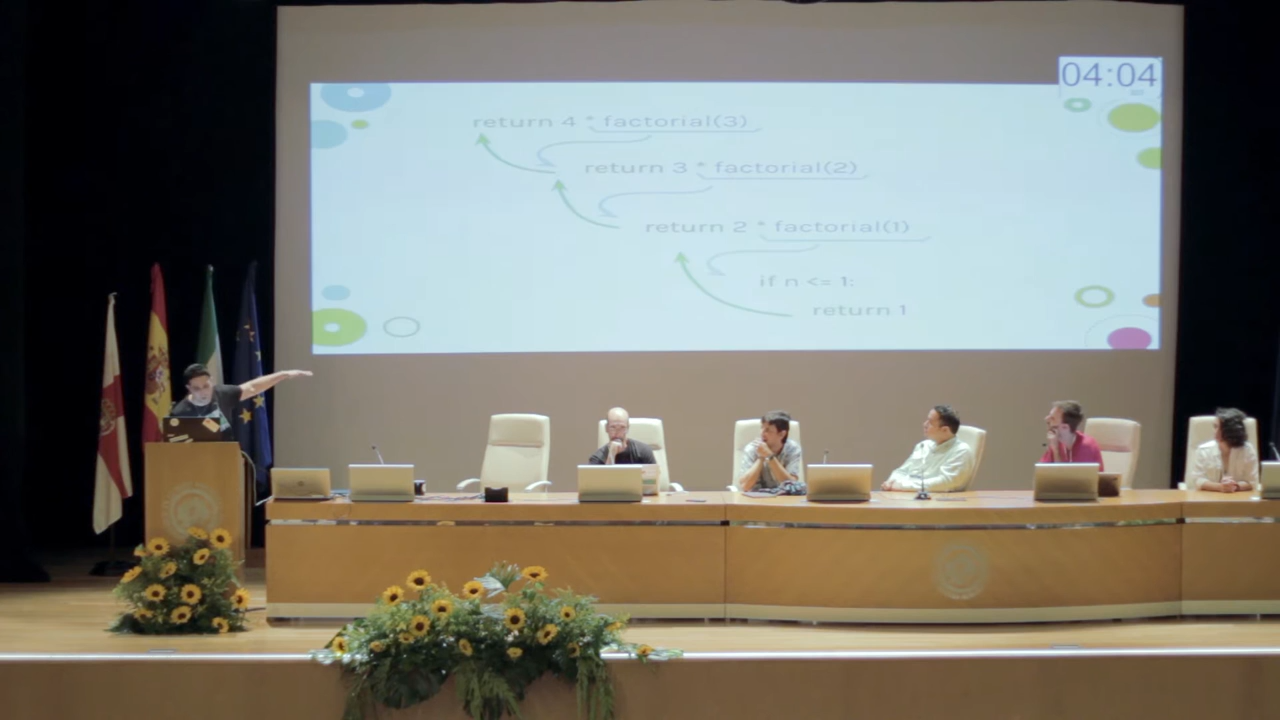 04:04
return 4 * factorial(3)
return 3 * factorial(2)
return 2 * factorial(1)
if n <= 1:
return 1